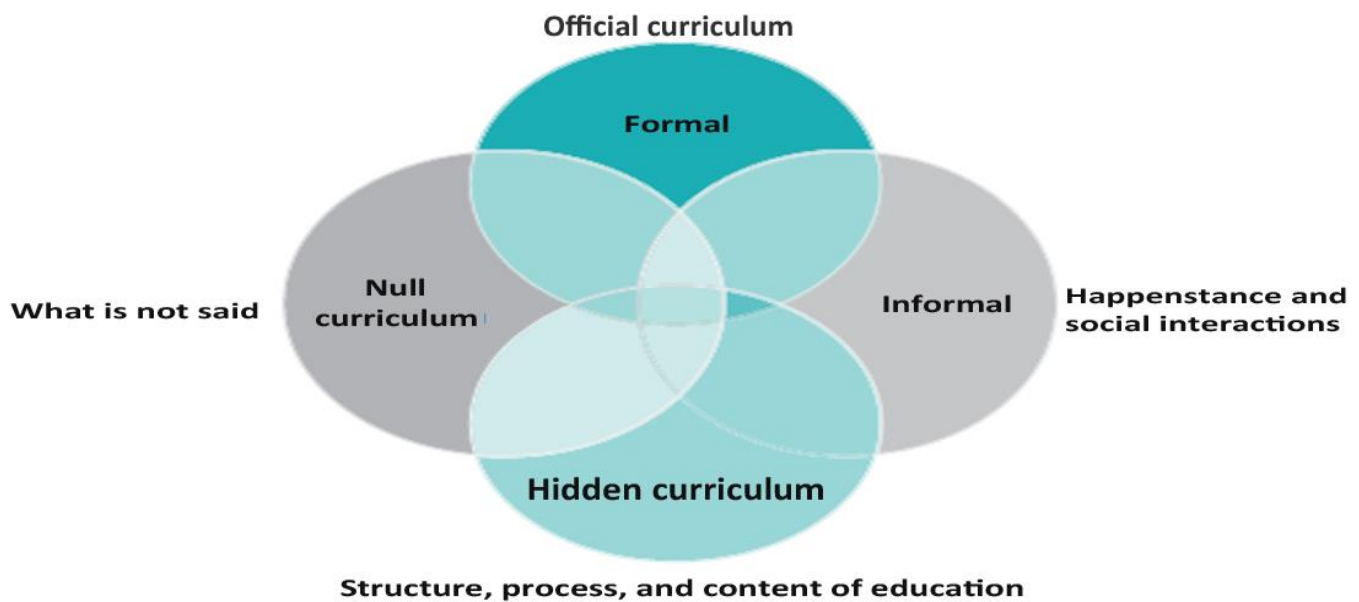 Official curriculum
Formal
Null
curriculum
What is not said
Informal
Happenstance and
social interactions
Hidden curriculum
Structure, process, and content of education